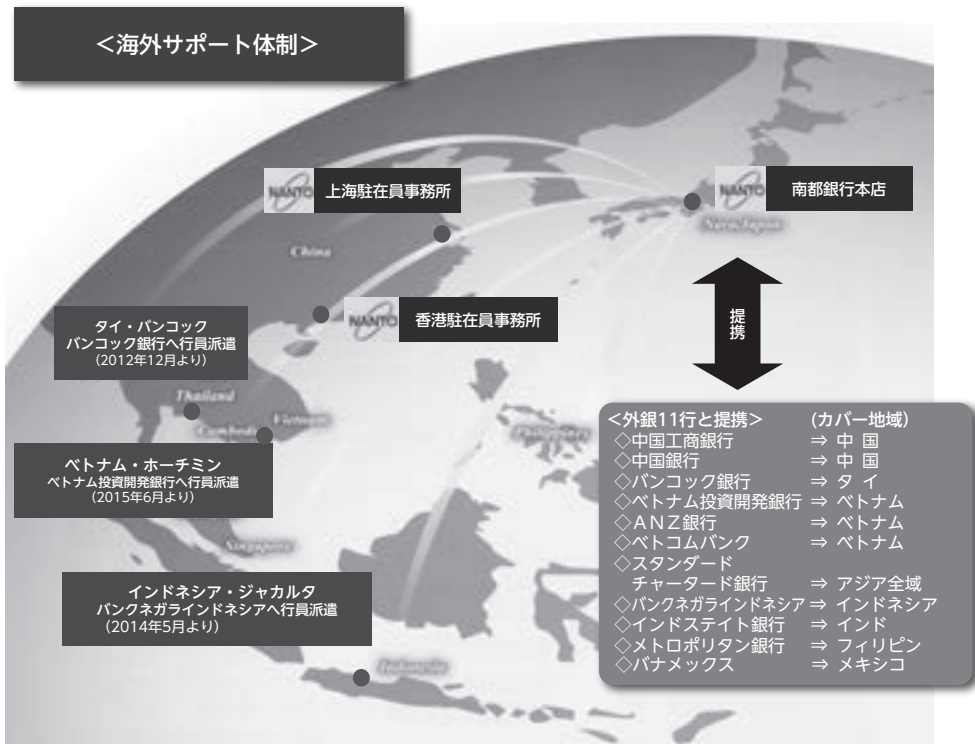 ＜海外サポート体制＞
NANTO 上海駐在員事務所
NANTO 南都銀行本店
Nara,Japan
China
NANTO 香港駐在員事務所
提携
タイ・バンコック
バンコック銀行へ行員派遣
(2012年12月より)
Thailand
Vietnam
Cambodia
Philippines
ベトナム・ホーチミン
ベトナム投資開発銀行へ行員派遣
(2015年6月より)
Singapore
インドネシア・ジャカルタ
バンクネガラインドネシアへ行員派遣
(2014年5月より)
Indonesia
＜外銀11行と提携＞ (カバー地域)
◇中国工商銀行 ⇒ 中 国
◇中国銀行 ⇒ 中 国
◇バンコック銀行 ⇒ タ イ
◇ベトナム投資開発銀行 ⇒ ベトナム
◇ＡＮＺ銀行 ⇒ ベトナム
◇ベトコムバンク ⇒ ベトナム
◇スタンダード
チャータード銀行 ⇒ アジア全域
◇バンクネガラインドネシア ⇒ インドネシア
◇インドステイト銀行 ⇒ インド
◇メトロポリタン銀行 ⇒ フィリピン
◇バナメックス ⇒ メキシコ